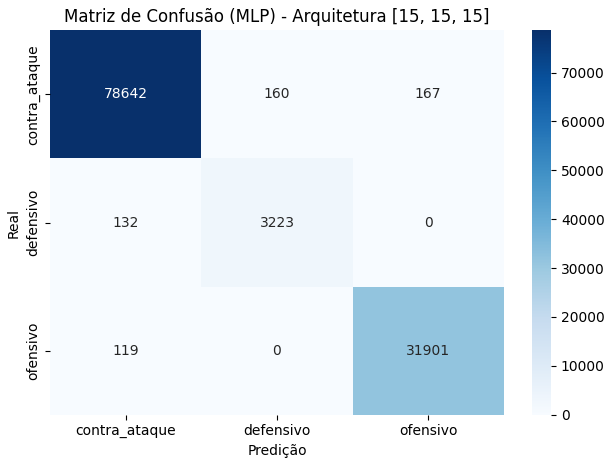 Matriz de Confusão (MLP) - Arquitetura [15, 15, 15]
contra_ataque
78642 160 167
defensivo
132 3223 0
ofensivo
119 0 31901
Real
contra_ataque defensivo ofensivo
Predição
70000
60000
50000
40000
30000
20000
10000
0